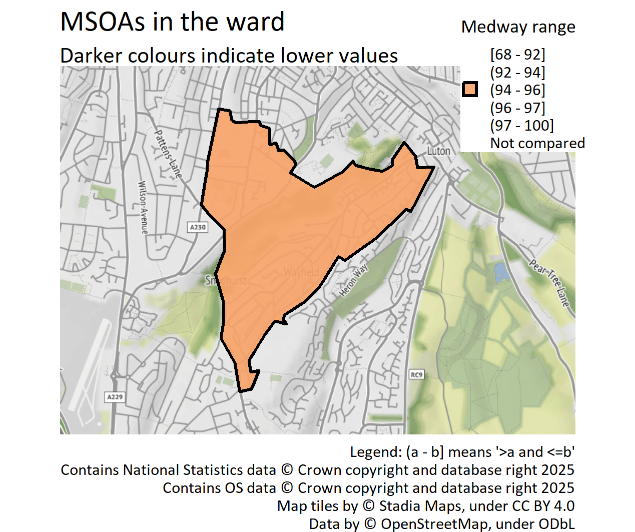 MSOAs in the ward
Darker colours indicate lower values
Medway range
[68 - 92]
(92 - 94]
(94 - 96]
(96 - 97]
(97 - 100]
Not compared
Luton
Pattens Lane
Wilson Avenue
A230
Heron Way
Pear Tree Lane
RC9
A229
Legend: (a - b] means '>a and <=b'
Contains National Statistics data © Crown copyright and database right 2025
Contains OS data © Crown copyright and database right 2025
Map tiles by © Stadia Maps, under CC BY 4.0
Data by © OpenStreetMap, under ODbL